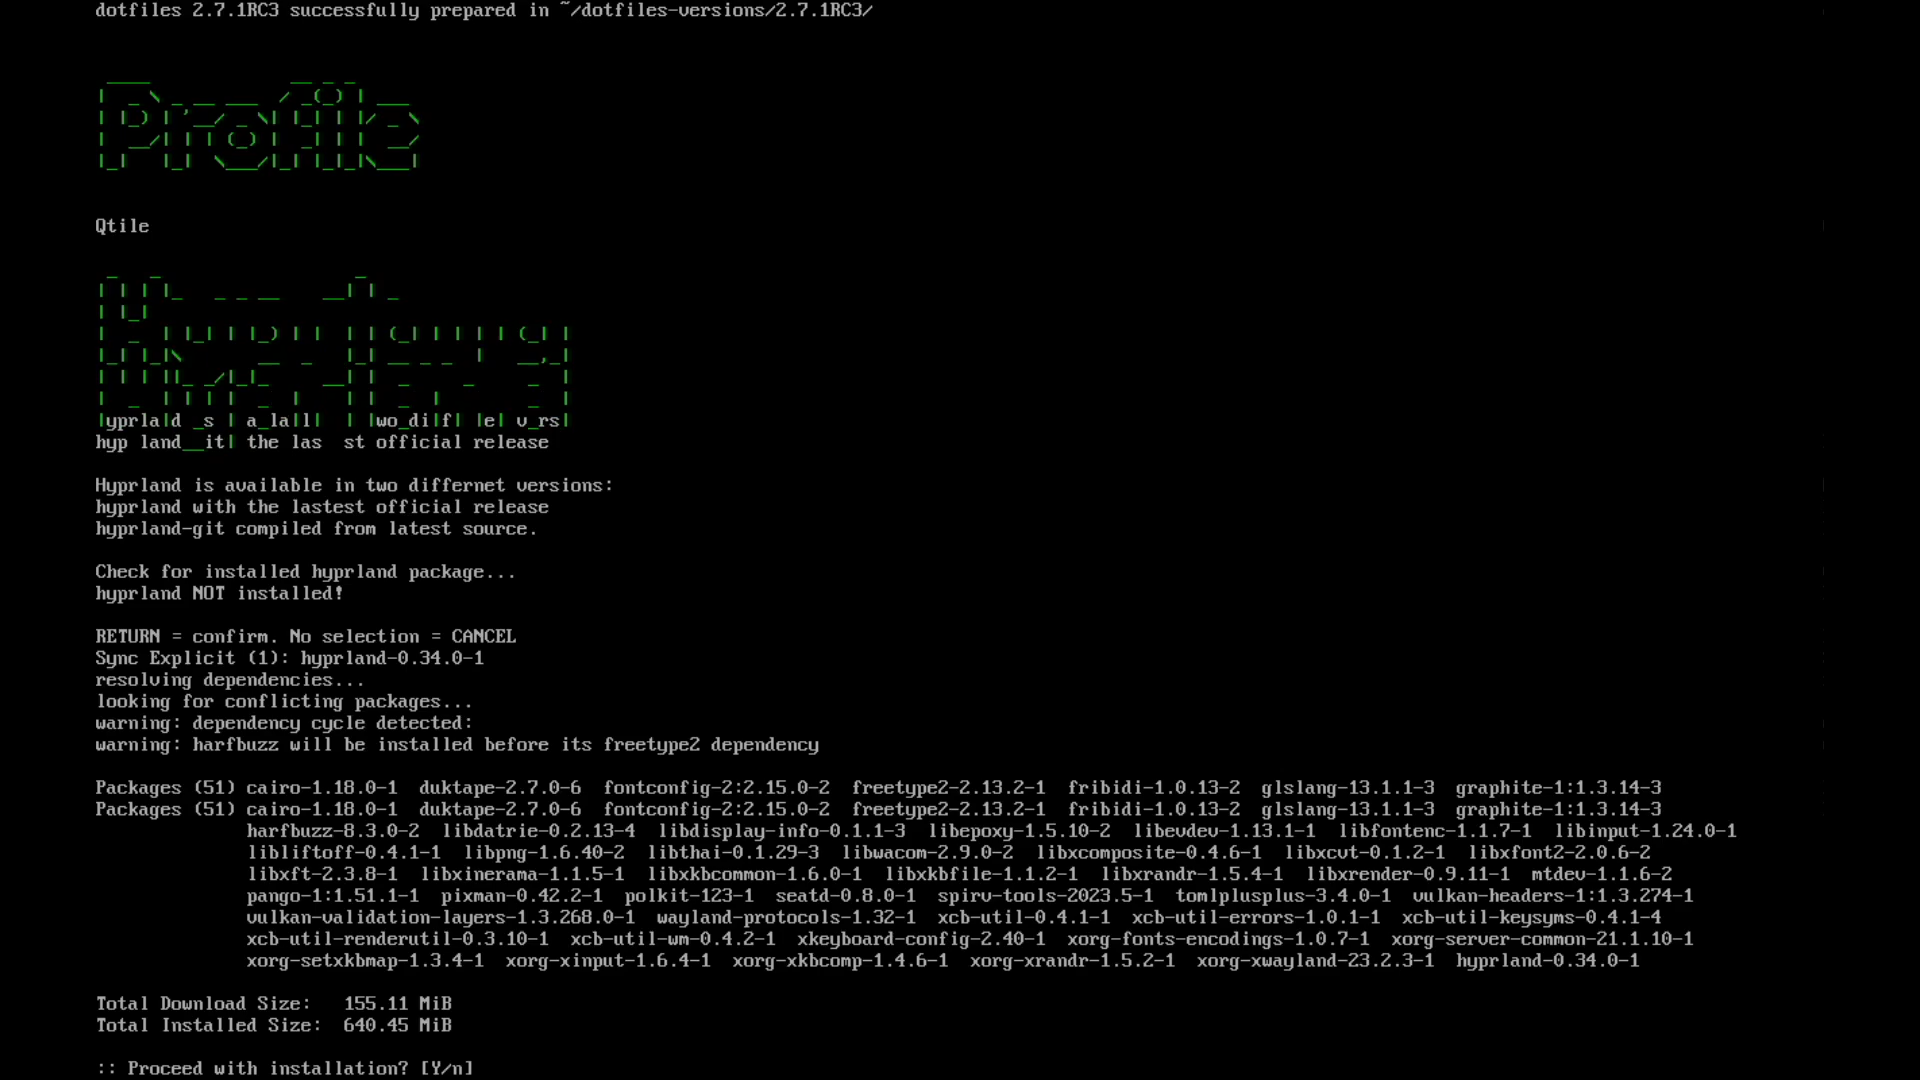 dotfiles 2.7.1RC3 successfully prepared in ~/dotfiles-versions/2.7.1RC3/
Profile
Qtile
hyp land__it| the las  st official release
Hyprland is available in two differnet versions:
hyprland with the lastest official release
hyprland-git compiled from latest source.
Check for installed hyprland package...
hyprland NOT installed!
RETURN = confirm. No selection = CANCEL
Sync Explicit (1): hyprland-0.34.0-1
resolving dependencies...
looking for conflicting packages...
warning: dependency cycle detected:
warning: harfbuzz will be installed before its freetype2 dependency
Packages (51) cairo-1.18.0-1  duktape-2.7.0-6  fontconfig-2:2.15.0-2  freetype2-2.13.2-1  fribidi-1.0.13-2  glslang-13.1.1-3  graphite-1:1.3.14-3
Packages (51) cairo-1.18.0-1  duktape-2.7.0-6  fontconfig-2:2.15.0-2  freetype2-2.13.2-1  fribidi-1.0.13-2  glslang-13.1.1-3  graphite-1:1.3.14-3
harfbuzz-8.3.0-2  libdatrie-0.2.13-4  libdisplay-info-0.1.1-3  libepoxy-1.5.10-2  libevdev-1.13.1-1  libfontenc-1.1.7-1  libinput-1.24.0-1
libliftoff-0.4.1-1  libpng-1.6.40-2  libthai-0.1.29-3  libwacom-2.9.0-2  libxcomposite-0.4.6-1  libxcvt-0.1.2-1  libxfont2-2.0.6-2
libxft-2.3.8-1  libxinerama-1.1.5-1  libxkbcommon-1.6.0-1  libxkbfile-1.1.2-1  libxrandr-1.5.4-1  libxrender-0.9.11-1  mtdev-1.1.6-2
pango-1:1.51.1-1  pixman-0.42.2-1  polkit-123-1  seatd-0.8.0-1  spirv-tools-2023.5-1  tomlplusplus-3.4.0-1  vulkan-headers-1:1.3.274-1
vulkan-validation-layers-1.3.268.0-1  wayland-protocols-1.32-1  xcb-util-0.4.1-1  xcb-util-errors-1.0.1-1  xcb-util-keysyms-0.4.1-4
xcb-util-renderutil-0.3.10-1  xcb-util-wm-0.4.2-1  xkeyboard-config-2.40-1  xorg-fonts-encodings-1.0.7-1  xorg-server-common-21.1.10-1
xorg-setxkbmap-1.3.4-1  xorg-xinput-1.6.4-1  xorg-xkbcomp-1.4.6-1  xorg-xrandr-1.5.2-1  xorg-xwayland-23.2.3-1  hyprland-0.34.0-1
Total Download Size:   155.11 MiB
Total Installed Size:  640.45 MiB
:: Proceed with installation? [Y/n]